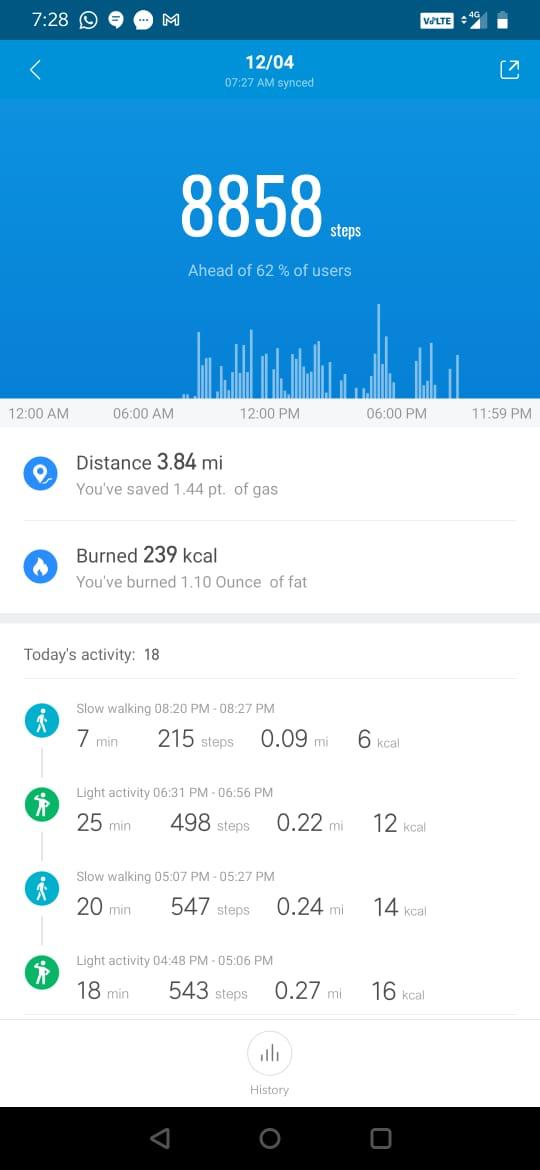 7:28
VoLTE 4G
12/04
07:27 AM synced
8858 steps
Ahead of 62 % of users
12:00 AM 06:00 AM 12:00 PM 06:00 PM 11:59 PM
Distance 3.84 mi
You've saved 1.44 pt. of gas
Burned 239 kcal
You've burned 1.10 Ounce of fat
Today's activity: 18
Slow walking 08:20 PM - 08:27 PM
7 min 215 steps 0.09 mi 6 kcal
Light activity 06:31 PM - 06:56 PM
25 min 498 steps 0.22 mi 12 kcal
Slow walking 05:07 PM - 05:27 PM
20 min 547 steps 0.24 mi 14 kcal
Light activity 04:48 PM - 05:06 PM
18 min 543 steps 0.27 mi 16 kcal
History